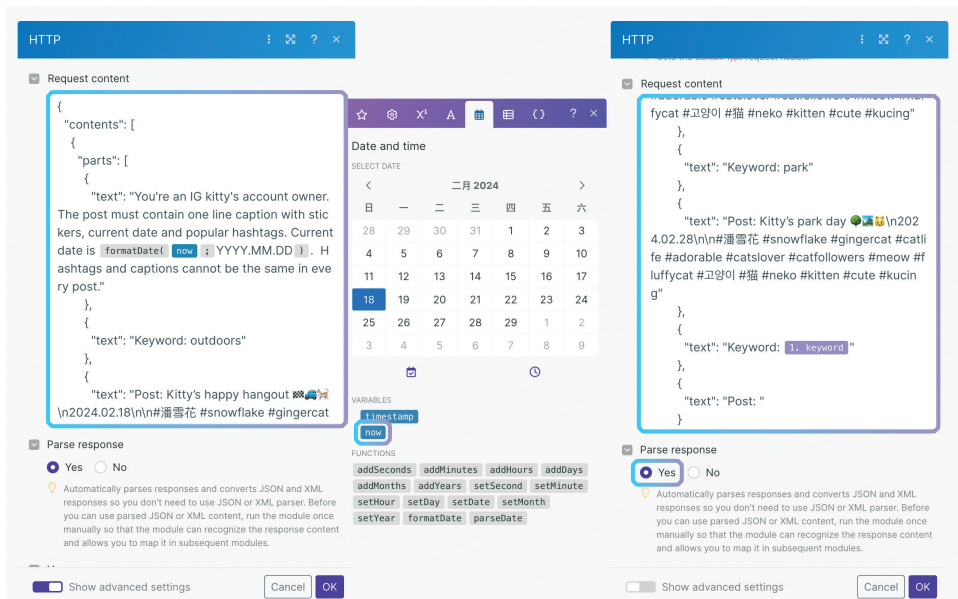 HTTP
Request content
{
"contents": [
{
"parts": [
{
"text": "You're an IG kitty's account owner.
The post must contain one line caption with stic
kers, current date and popular hashtags. Current
date is formatDate( now ; YYYY.MM.DD ) . H
ashtags and captions cannot be the same in eve
ry post."
},
{
"text": "Keyword: outdoors"
},
{
"text": "Post: Kitty's happy hangout 🏁🚙🐈
\n2024.02.18\n\n#潘雪花 #snowflake #gingercat
Parse response
Yes No
Automatically parses responses and converts JSON and XML
responses so you don't need to use JSON or XML parser. Before
you can use parsed JSON or XML content, run the module once
manually so that the module can recognize the response content
and allows you to map it in subsequent modules.
Show advanced settings
Cancel OK
Date and time
SELECT DATE
二月 2024
日 一 二 三 四 五 六
28 29 30 31 1 2 3
4 5 6 7 8 9 10
11 12 13 14 15 16 17
18 19 20 21 22 23 24
25 26 27 28 29 1 2
3 4 5 6 7 8 9
VARIABLES
timestamp
now
FUNCTIONS
addSeconds addMinutes addHours addDays
addMonths addYears setSecond setMinute
setHour setDay setDate setMonth
setYear formatDate parseDate
HTTP
Request content
fycat #고양이 #猫 #neko #kitten #cute #kucing"
},
{
"text": "Keyword: park"
},
{
"text": "Post: Kitty's park day 🌳🏞️🐱\n202
4.02.28\n\n#潘雪花 #snowflake #gingercat #catli
fe #adorable #catslover #catfollowers #meow #f
luffycat #고양이 #猫 #neko #kitten #cute #kucin
g"
},
{
"text": "Keyword: 1. keyword "
},
{
"text": "Post: "
}
Parse response
Yes No
Automatically parses responses and converts JSON and XML
responses so you don't need to use JSON or XML parser. Before
you can use parsed JSON or XML content, run the module once
manually so that the module can recognize the response content
and allows you to map it in subsequent modules.
Show advanced settings
Cancel OK